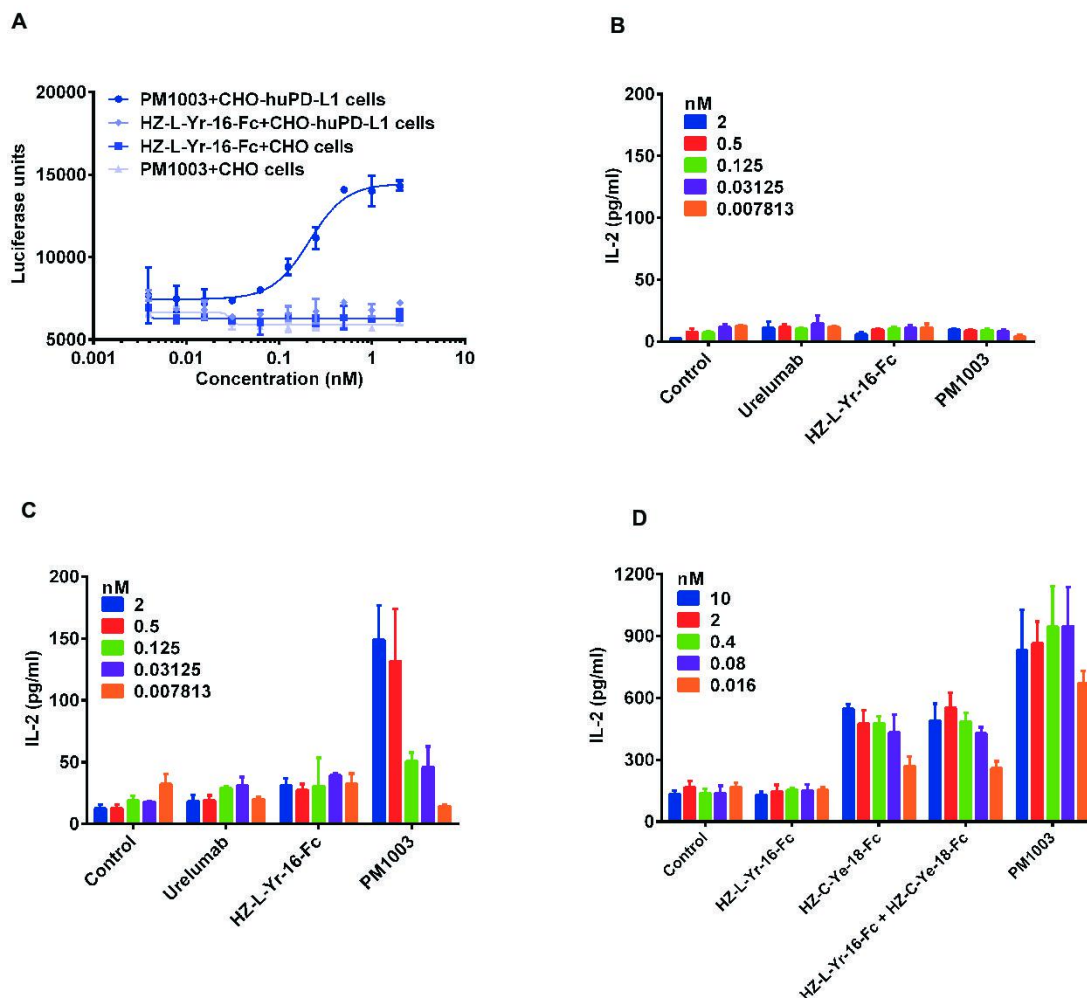 A
20000
15000
10000
5000
Luciferase units
PM1003+CHO-huPD-L1 cells
HZ-L-Yr-16-Fc+CHO-huPD-L1 cells
HZ-L-Yr-16-Fc+CHO cells
PM1003+CHO cells
0.001 0.01 0.1 1 10
Concentration (nM)
B
200
150
100
50
0
IL-2 (pg/ml)
nM
2
0.5
0.125
0.03125
0.007813
Control
Urelumab
HZ-L-Yr-16-Fc
PM1003
C
200
150
100
50
0
IL-2 (pg/ml)
nM
2
0.5
0.125
0.03125
0.007813
Control
Urelumab
HZ-L-Yr-16-Fc
PM1003
D
1200
900
600
300
0
IL-2 (pg/ml)
nM
10
2
0.4
0.08
0.016
Control
HZ-L-Yr-16-Fc
HZ-C-Ye-18-Fc
HZ-L-Yr-16-Fc + HZ-C-Ye-18-Fc
PM1003